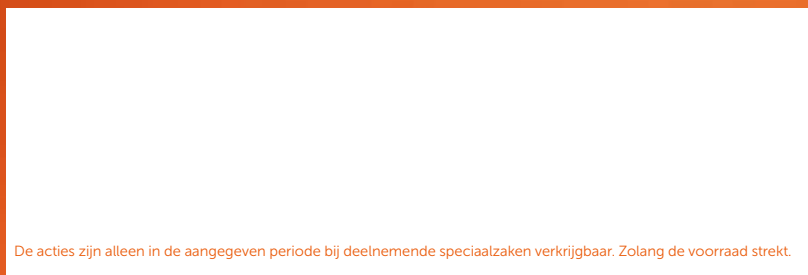 De acties zijn alleen in de aangegeven periode bij deelnemende speciaalzaken verkrijgbaar. Zolang de voorraad strekt.